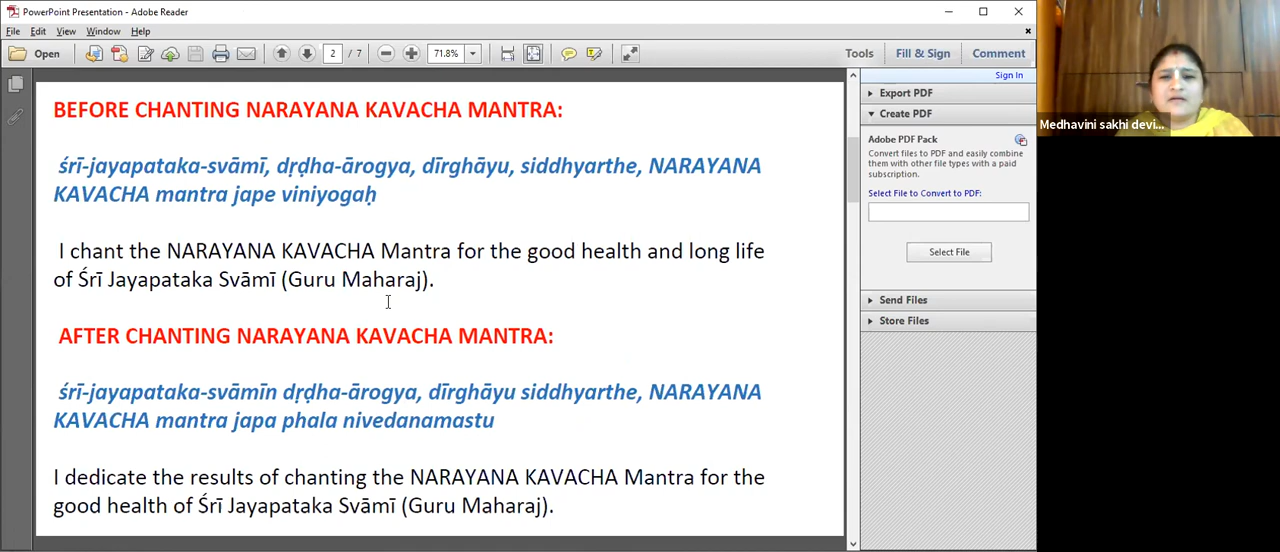 PowerPoint Presentation - Adobe Reader
File Edit View Window Help
Open 2 / 7 71.8% Tools Fill & Sign Comment
Sign In
Export PDF
Create PDF
Adobe PDF Pack
Convert files to PDF and easily combine
them with other file types with a paid
subscription.
Select File to Convert to PDF:
Select File
Send Files
Store Files
BEFORE CHANTING NARAYANA KAVACHA MANTRA:
śrī-jayapataka-svāmī, dṛḍha-ārogya, dīrghāyu, siddhyarthe, NARAYANA
KAVACHA mantra jape viniyogaḥ
I chant the NARAYANA KAVACHA Mantra for the good health and long life
of Śrī Jayapataka Svāmī (Guru Maharaj).
AFTER CHANTING NARAYANA KAVACHA MANTRA:
śrī-jayapataka-svāmīn dṛḍha-ārogya, dīrghāyu siddhyarthe, NARAYANA
KAVACHA mantra japa phala nivedanamastu
I dedicate the results of chanting the NARAYANA KAVACHA Mantra for the
good health of Śrī Jayapataka Svāmī (Guru Maharaj).
Medhavini sakhi devi...